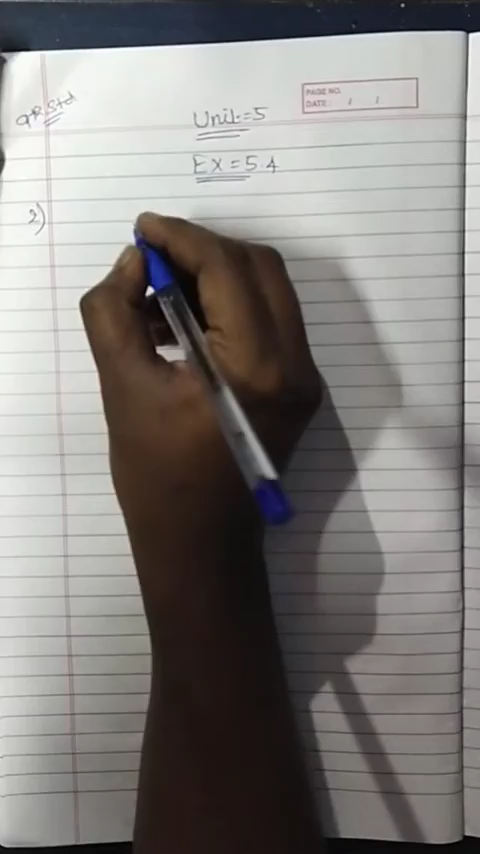 9th Std
PAGE NO.
DATE: / /
Unit:=5
Ex=5.4
2)